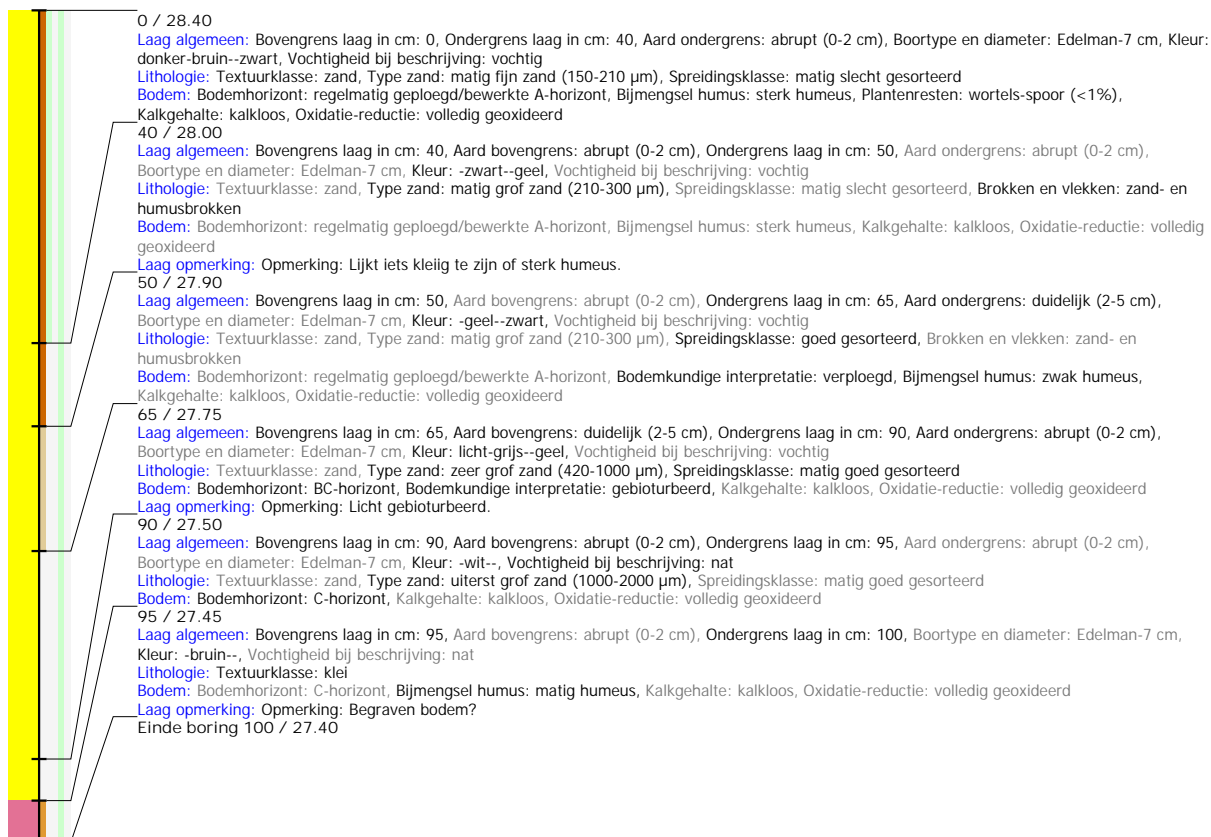 0 / 28.40
Laag algemeen: Bovengrens laag in cm: 0, Ondergrens laag in cm: 40, Aard ondergrens: abrupt (0-2 cm), Boortype en diameter: Edelman-7 cm, Kleur:
donker-bruin--zwart, Vochtigheid bij beschrijving: vochtig
Lithologie: Textuurklasse: zand, Type zand: matig fijn zand (150-210 µm), Spreidingsklasse: matig slecht gesorteerd
Bodem: Bodemhorizont: regelmatig geploegd/bewerkte A-horizont, Bijmengsel humus: sterk humeus, Plantenresten: wortels-spoor (<1%),
Kalkgehalte: kalkloos, Oxidatie-reductie: volledig geoxideerd
40 / 28.00
Laag algemeen: Bovengrens laag in cm: 40, Aard bovengrens: abrupt (0-2 cm), Ondergrens laag in cm: 50, Aard ondergrens: abrupt (0-2 cm),
Boortype en diameter: Edelman-7 cm, Kleur: -zwart--geel, Vochtigheid bij beschrijving: vochtig
Lithologie: Textuurklasse: zand, Type zand: matig grof zand (210-300 µm), Spreidingsklasse: matig slecht gesorteerd, Brokken en vlekken: zand- en
humusbrokken
Bodem: Bodemhorizont: regelmatig geploegd/bewerkte A-horizont, Bijmengsel humus: sterk humeus, Kalkgehalte: kalkloos, Oxidatie-reductie: volledig
geoxideerd
Laag opmerking: Opmerking: Lijkt iets kleiig te zijn of sterk humeus.
50 / 27.90
Laag algemeen: Bovengrens laag in cm: 50, Aard bovengrens: abrupt (0-2 cm), Ondergrens laag in cm: 65, Aard ondergrens: duidelijk (2-5 cm),
Boortype en diameter: Edelman-7 cm, Kleur: -geel--zwart, Vochtigheid bij beschrijving: vochtig
Lithologie: Textuurklasse: zand, Type zand: matig grof zand (210-300 µm), Spreidingsklasse: goed gesorteerd, Brokken en vlekken: zand- en
humusbrokken
Bodem: Bodemhorizont: regelmatig geploegd/bewerkte A-horizont, Bodemkundige interpretatie: verploegd, Bijmengsel humus: zwak humeus,
Kalkgehalte: kalkloos, Oxidatie-reductie: volledig geoxideerd
65 / 27.75
Laag algemeen: Bovengrens laag in cm: 65, Aard bovengrens: duidelijk (2-5 cm), Ondergrens laag in cm: 90, Aard ondergrens: abrupt (0-2 cm),
Boortype en diameter: Edelman-7 cm, Kleur: licht-grijs--geel, Vochtigheid bij beschrijving: vochtig
Lithologie: Textuurklasse: zand, Type zand: zeer grof zand (420-1000 µm), Spreidingsklasse: matig goed gesorteerd
Bodem: Bodemhorizont: BC-horizont, Bodemkundige interpretatie: gebioturbeerd, Kalkgehalte: kalkloos, Oxidatie-reductie: volledig geoxideerd
Laag opmerking: Opmerking: Licht gebioturbeerd.
90 / 27.50
Laag algemeen: Bovengrens laag in cm: 90, Aard bovengrens: abrupt (0-2 cm), Ondergrens laag in cm: 95, Aard ondergrens: abrupt (0-2 cm),
Boortype en diameter: Edelman-7 cm, Kleur: -wit--, Vochtigheid bij beschrijving: nat
Lithologie: Textuurklasse: zand, Type zand: uiterst grof zand (1000-2000 µm), Spreidingsklasse: matig goed gesorteerd
Bodem: Bodemhorizont: C-horizont, Kalkgehalte: kalkloos, Oxidatie-reductie: volledig geoxideerd
95 / 27.45
Laag algemeen: Bovengrens laag in cm: 95, Aard bovengrens: abrupt (0-2 cm), Ondergrens laag in cm: 100, Boortype en diameter: Edelman-7 cm,
Kleur: -bruin--, Vochtigheid bij beschrijving: nat
Lithologie: Textuurklasse: klei
Bodem: Bodemhorizont: C-horizont, Bijmengsel humus: matig humeus, Kalkgehalte: kalkloos, Oxidatie-reductie: volledig geoxideerd
Laag opmerking: Opmerking: Begraven bodem?
Einde boring 100 / 27.40